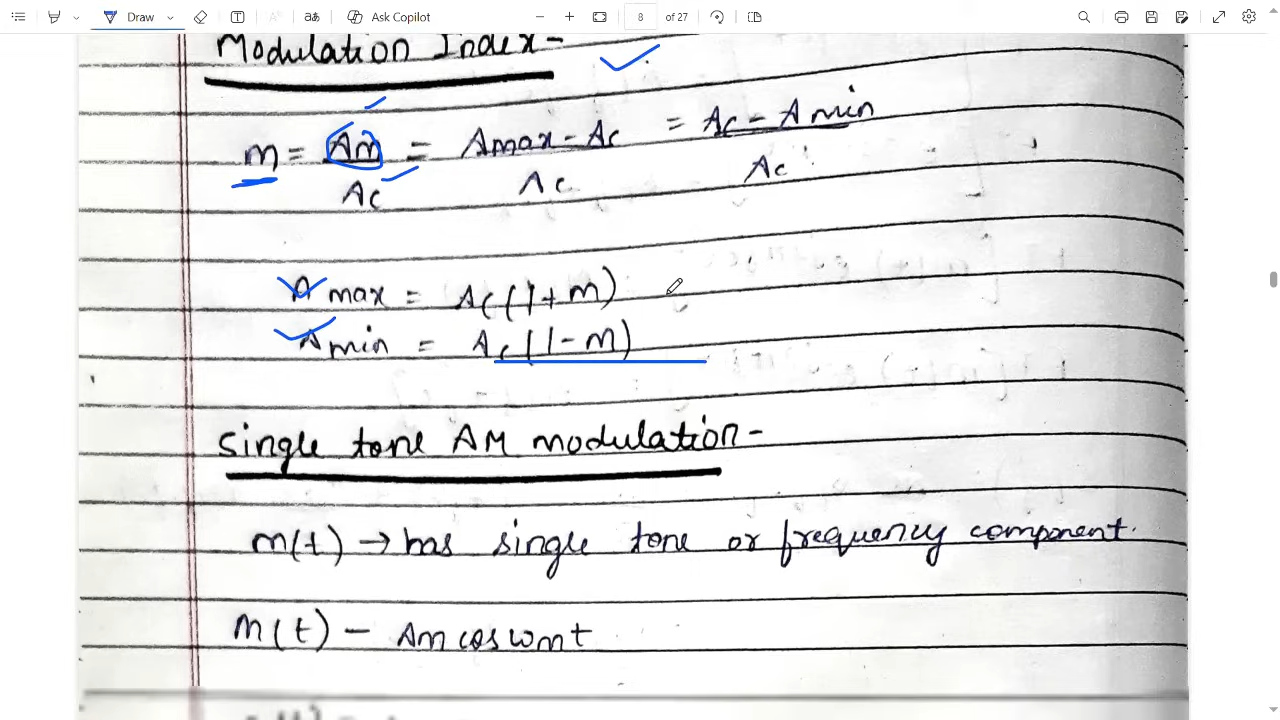 Draw
Ask Copilot
8 of 27
Modulation Index-
m = Am/Ac = Amax - Ac/Ac = Ac - Amin/Ac
Amax = Ac(1+m)
Amin = Ac(1-m)
Single tone AM modulation-
m(t) → has single tone or frequency component.
m(t) - Am cos wmt